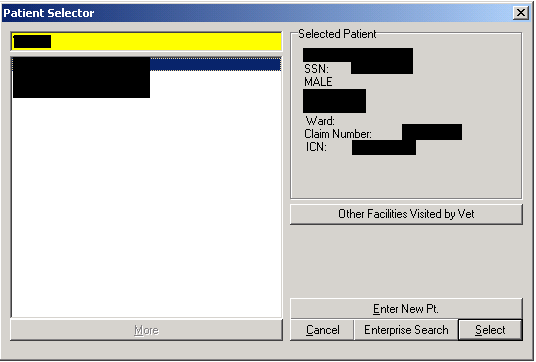 Patient Selector
Selected Patient
SSN:
MALE
Ward:
Claim Number:
ICN:
Other Facilities Visited by Vet
Enter New Pt.
More
Cancel
Enterprise Search
Select